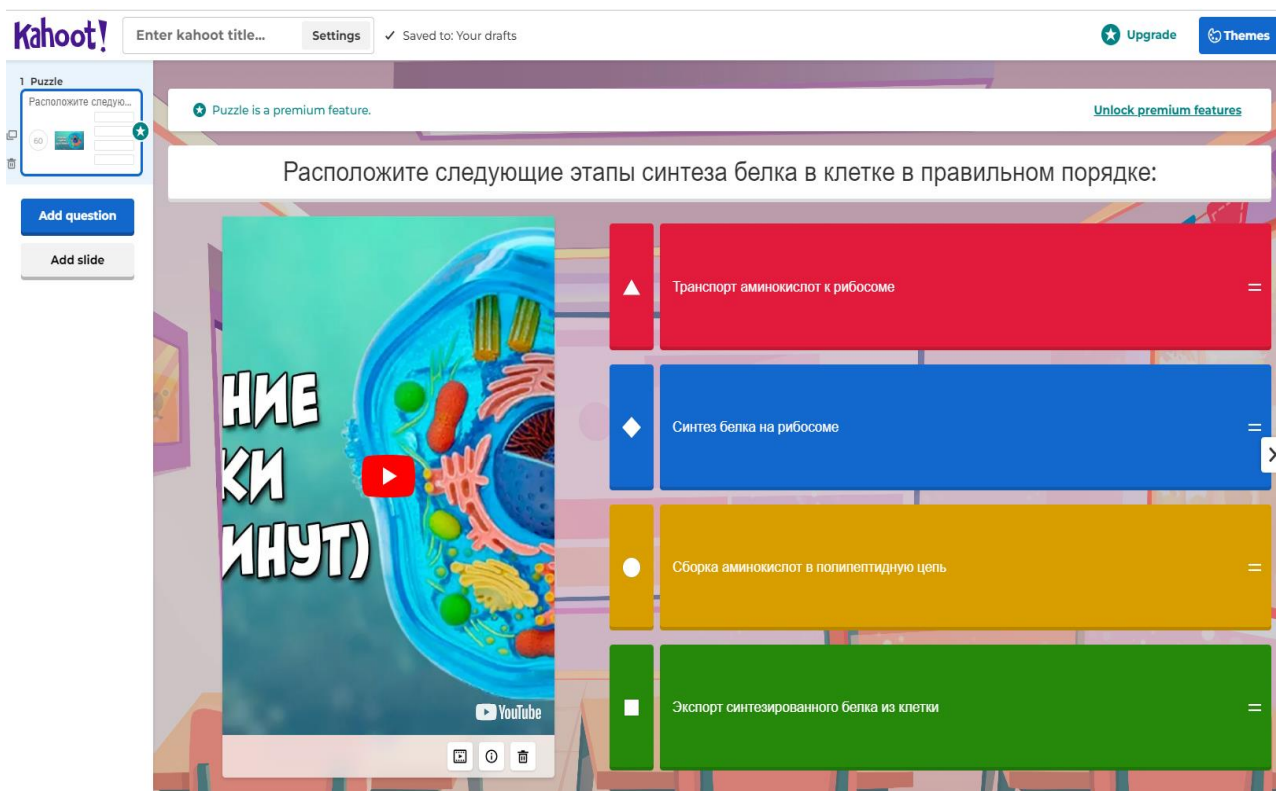 Kahoot!
Enter kahoot title...
Settings
✓ Saved to: Your drafts
Upgrade
Themes
1 Puzzle
Расположите следую...
60
Add question
Add slide
Puzzle is a premium feature.
Unlock premium features
Расположите следующие этапы синтеза белка в клетке в правильном порядке:
НИЕ
КИ
ИНУТ)
YouTube
Транспорт аминокислот к рибосоме
Синтез белка на рибосоме
Сборка аминокислот в полипептидную цепь
Экспорт синтезированного белка из клетки